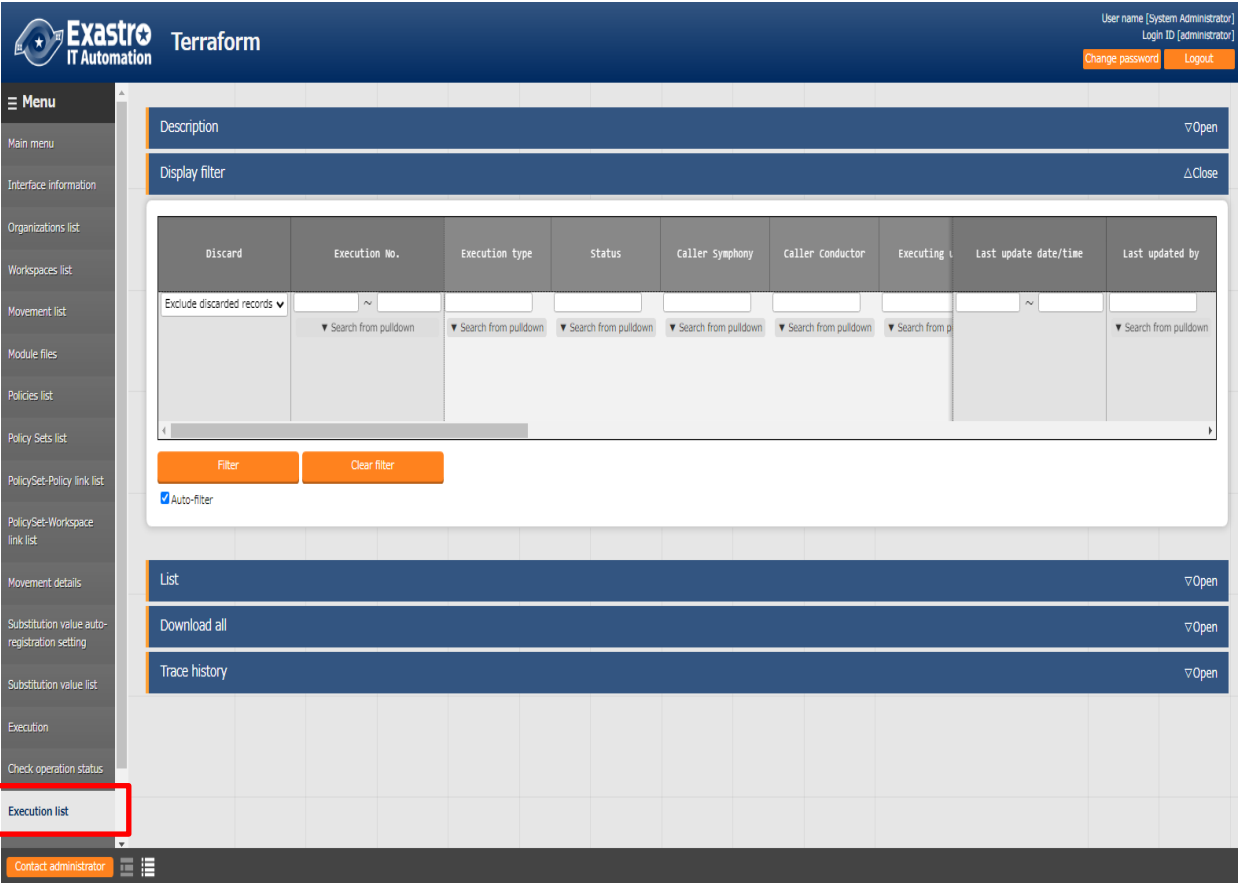 Exastro
IT Automation
Terraform
User name [System Administrator]
Login ID [administrator]
Change password
Logout
Menu
Main menu
Interface information
Organizations list
Workspaces list
Movement list
Module files
Policies list
Policy Sets list
PolicySet-Policy link list
PolicySet-Workspace
link list
Movement details
Substitution value auto-
registration setting
Substitution value list
Execution
Check operation status
Execution list
Description
▽Open
Display filter
△Close
Discard
Execution No.
Execution type
Status
Caller Symphony
Caller Conductor
Executing u
Last update date/time
Last updated by
Exclude discarded records
~
~
▼ Search from pulldown
▼ Search from pulldown
▼ Search from pulldown
▼ Search from pulldown
▼ Search from pulldown
▼ Search from p
▼ Search from pulldown
Filter
Clear filter
Auto-filter
List
▽Open
Download all
▽Open
Trace history
▽Open
Contact administrator